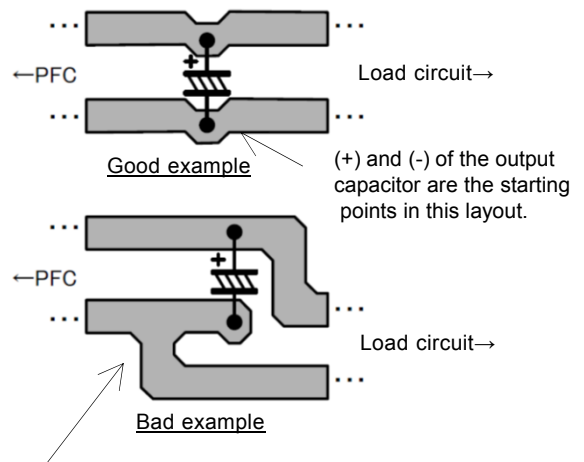 ···
···
+
←PFC
Load circuit→
···
···
Good example
(+) and (-) of the output
capacitor are the starting
points in this layout.
···
+
←PFC
···
···
Load circuit→
···
Bad example